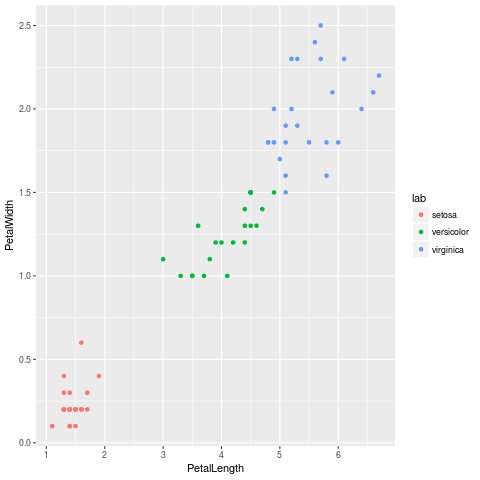 2.5
2.0
1.5
1.0
0.5
0.0
PetalWidth
1 2 3 4 5 6
PetalLength
lab
setosa
versicolor
virginica